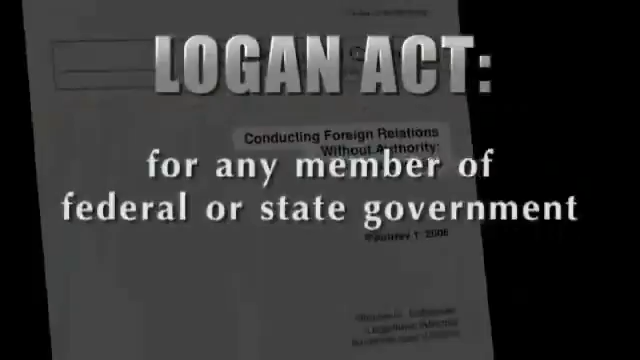 LOGAN ACT:
Conducting Foreign Relations
Without Authority:
for any member of
federal or state government